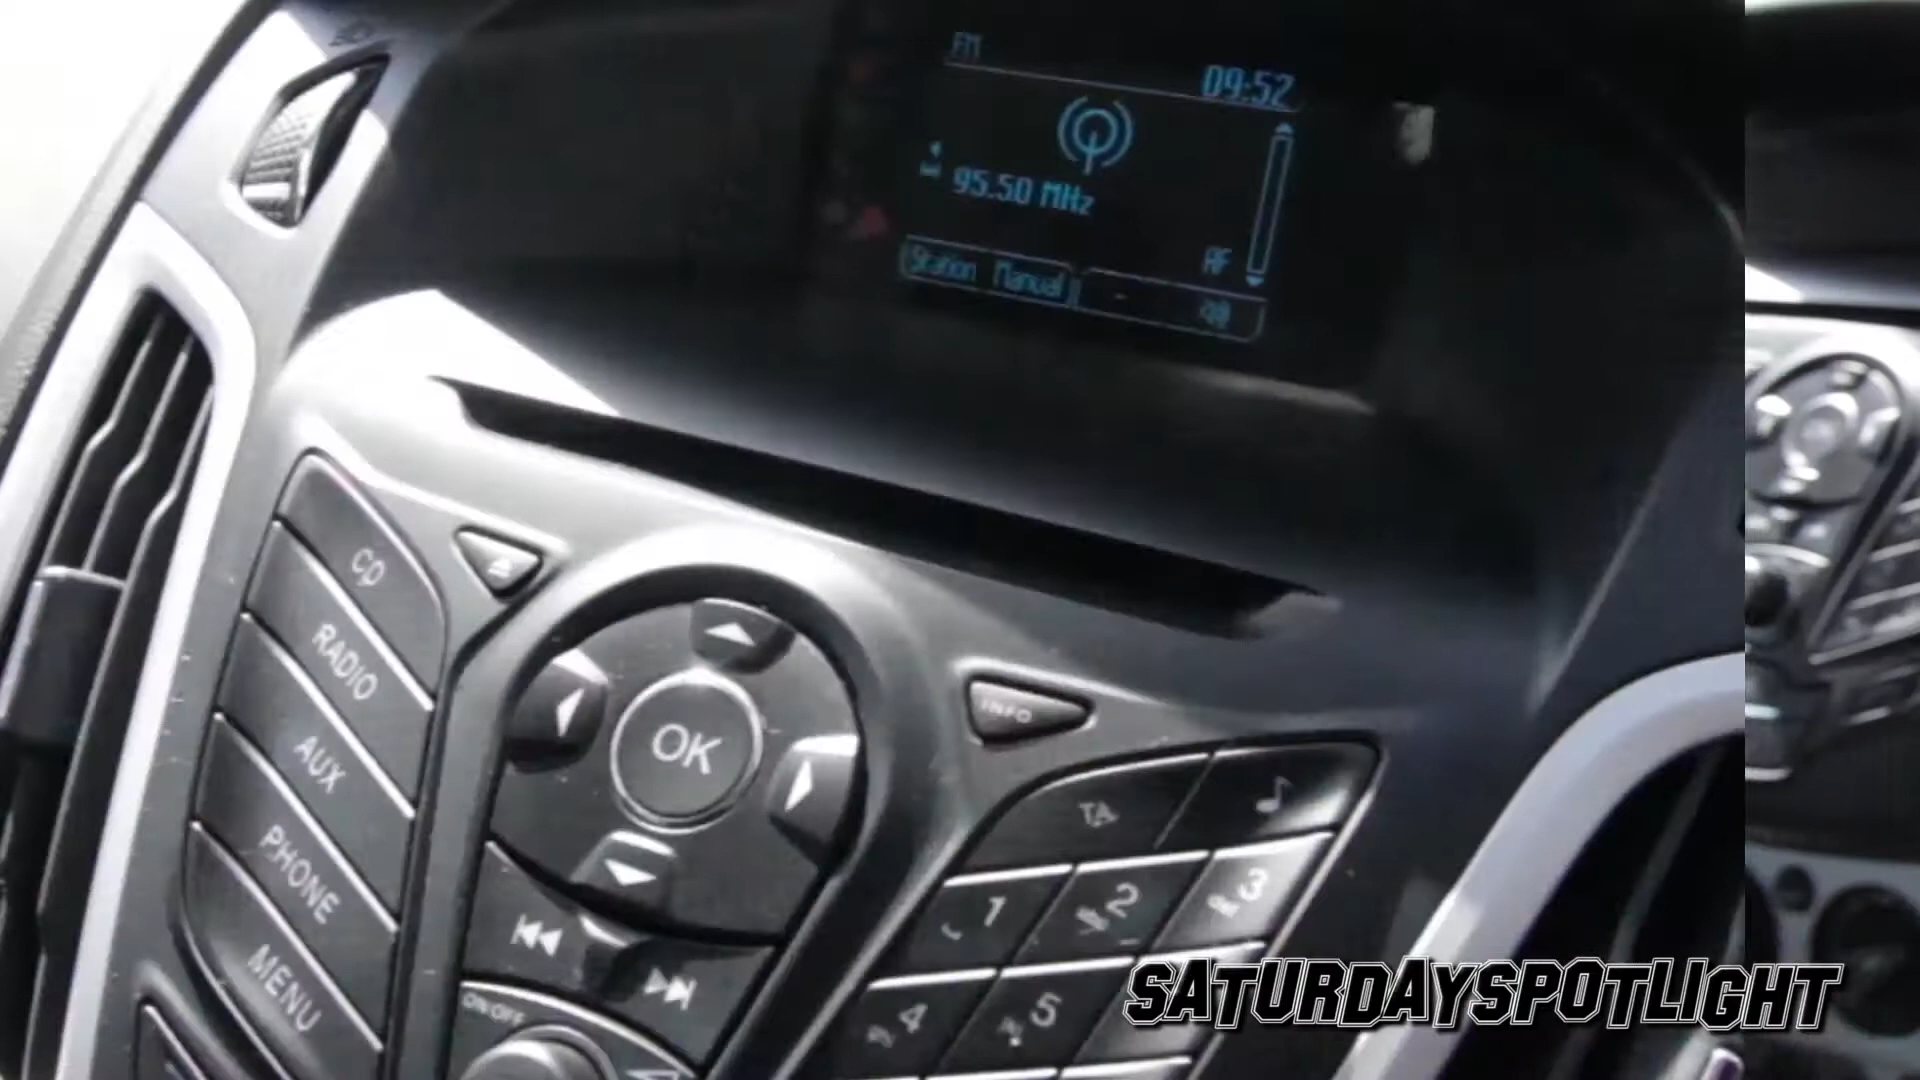 FM
09:52
95.50 MHz
AF
Station Manual
CD
RADIO
AUX
PHONE
MENU
OK
INFO
TA
1
2
3
4
5
ON/OFF
SATURDAYSPOTLIGHT